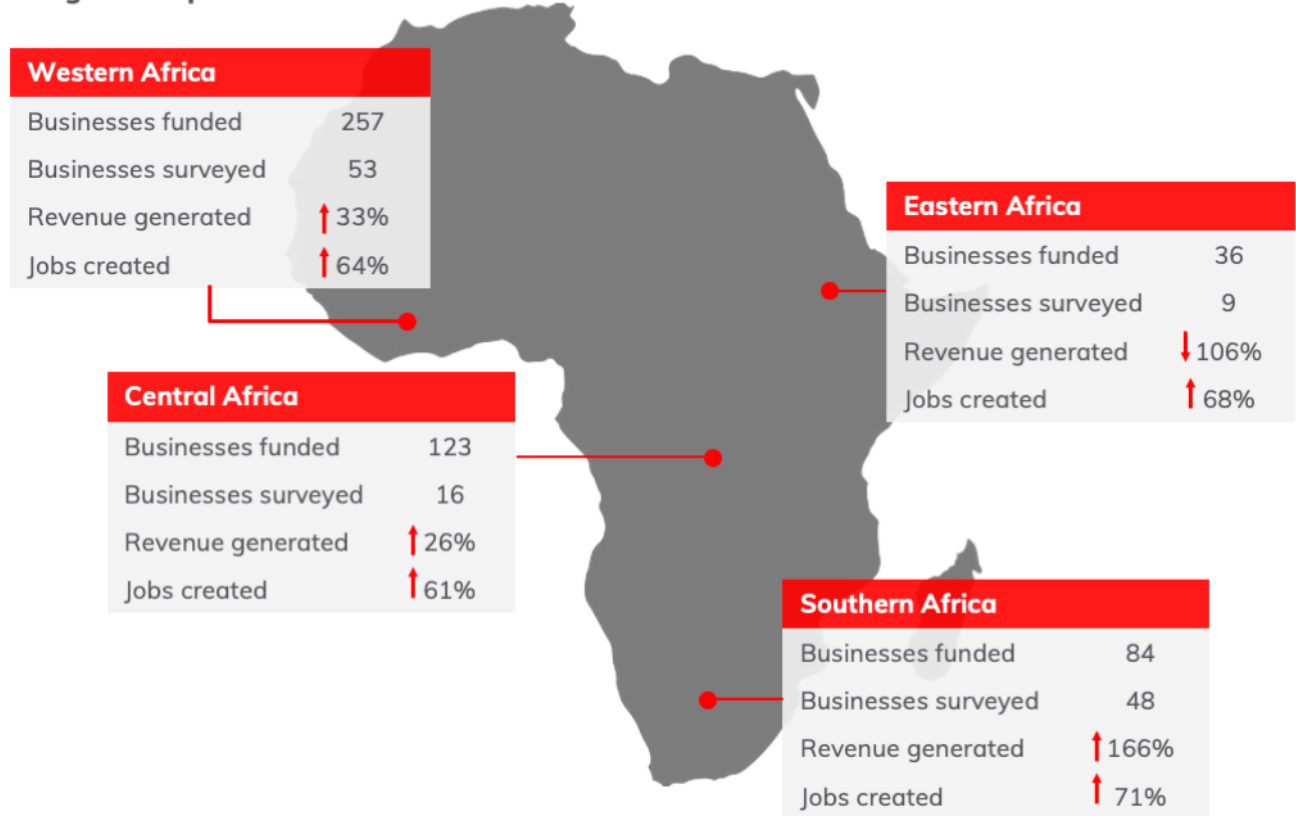 Western Africa
Businesses funded 257
Businesses surveyed 53
Revenue generated ↑ 33%
Jobs created ↑ 64%
Eastern Africa
Businesses funded 36
Businesses surveyed 9
Revenue generated ↓ 106%
Jobs created ↑ 68%
Central Africa
Businesses funded 123
Businesses surveyed 16
Revenue generated ↑ 26%
Jobs created ↑ 61%
Southern Africa
Businesses funded 84
Businesses surveyed 48
Revenue generated ↑ 166%
Jobs created ↑ 71%